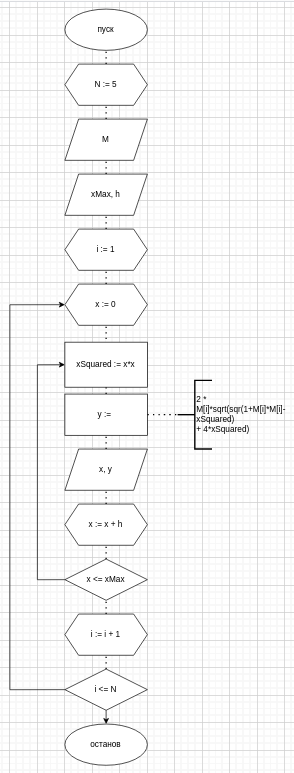 пуск
N := 5
M
xMax, h
i := 1
x := 0
xSquared := x*x
y :=
2 *
M[i]*sqrt(sqr(1+M[i]*M[i]-
xSquared)
+ 4*xSquared)
x, y
x := x + h
x <= xMax
i := i + 1
i <= N
останов